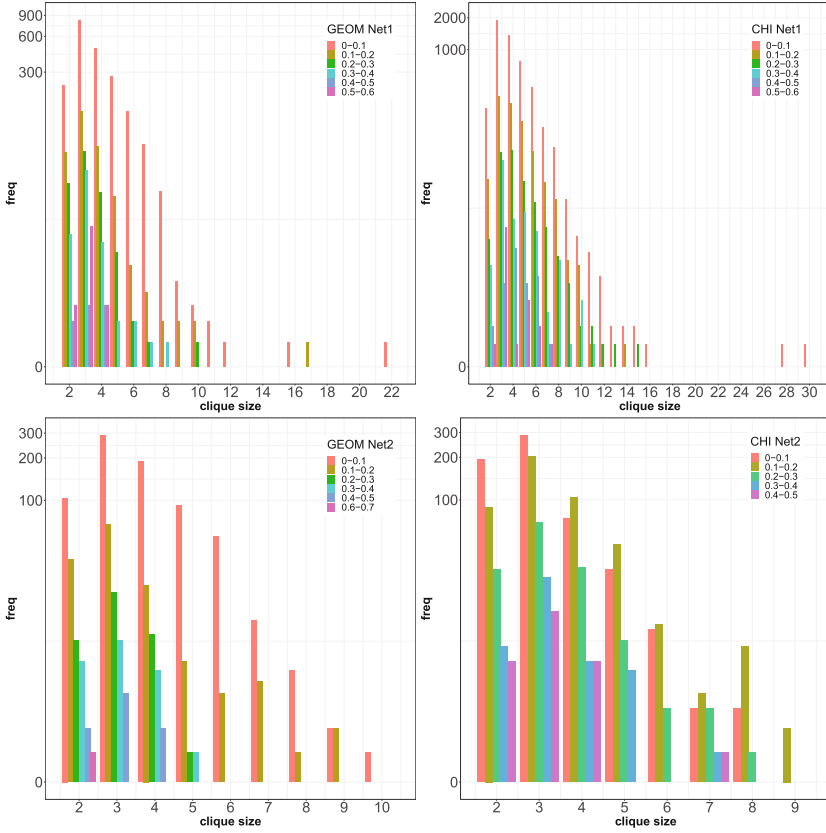 GEOM Net1
0−0.1
0.1−0.2
0.2−0.3
0.3−0.4
0.4−0.5
0.5−0.6
900
600
300
0
freq
2 4 6 8 10 12 14 16 18 20 22
clique size
CHI Net1
0−0.1
0.1−0.2
0.2−0.3
0.3−0.4
0.4−0.5
0.5−0.6
2000
1000
0
freq
2 4 6 8 10 12 14 16 18 20 22 24 26 28 30
clique size
GEOM Net2
0−0.1
0.1−0.2
0.2−0.3
0.3−0.4
0.4−0.5
0.6−0.7
300
200
100
0
freq
2 3 4 5 6 7 8 9 10
clique size
CHI Net2
0−0.1
0.1−0.2
0.2−0.3
0.3−0.4
0.4−0.5
300
200
100
0
freq
2 3 4 5 6 7 8 9
clique size